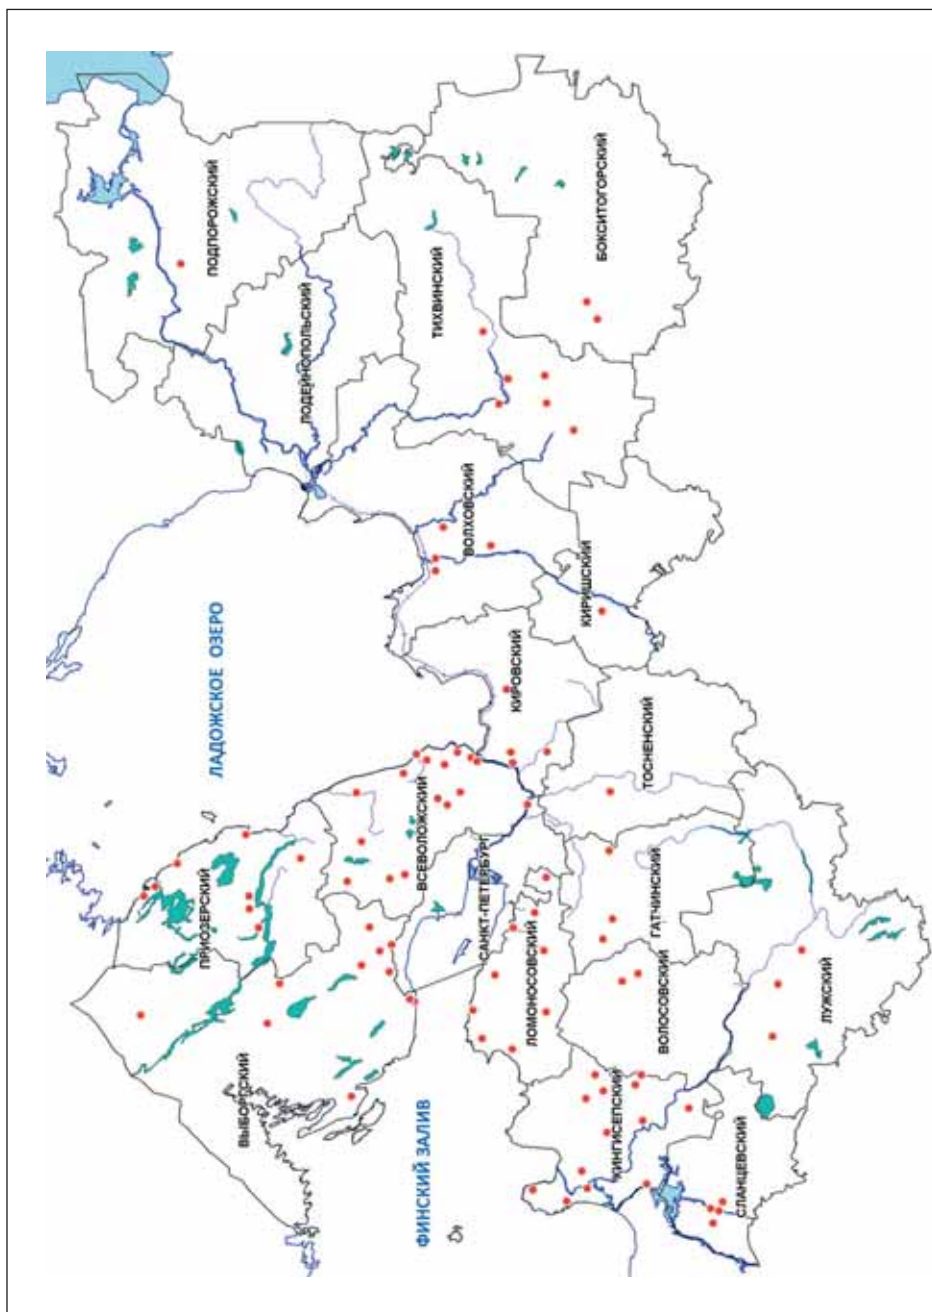 ЛАДОЖСКОЕ ОЗЕРО
ФИНСКИЙ ЗАЛИВ
ВЫБОРГСКИЙ
ПРИОЗЕРСКИЙ
ПОДПОРОЖСКИЙ
ЛОДЕЙНОПОЛЬСКИЙ
ВСЕВОЛОЖСКИЙ
САНКТ-ПЕТЕРБУРГ
ТИХВИНСКИЙ
ВОЛХОВСКИЙ
КИРОВСКИЙ
ЛОМОНОСОВСКИЙ
КИРИШСКИЙ
БОКСИТОГОРСКИЙ
КИНГИСЕПСКИЙ
ВОЛОСОВСКИЙ
ГАТЧИНСКИЙ
ТОСНЕНСКИЙ
СЛАНЦЕВСКИЙ
ЛУЖСКИЙ